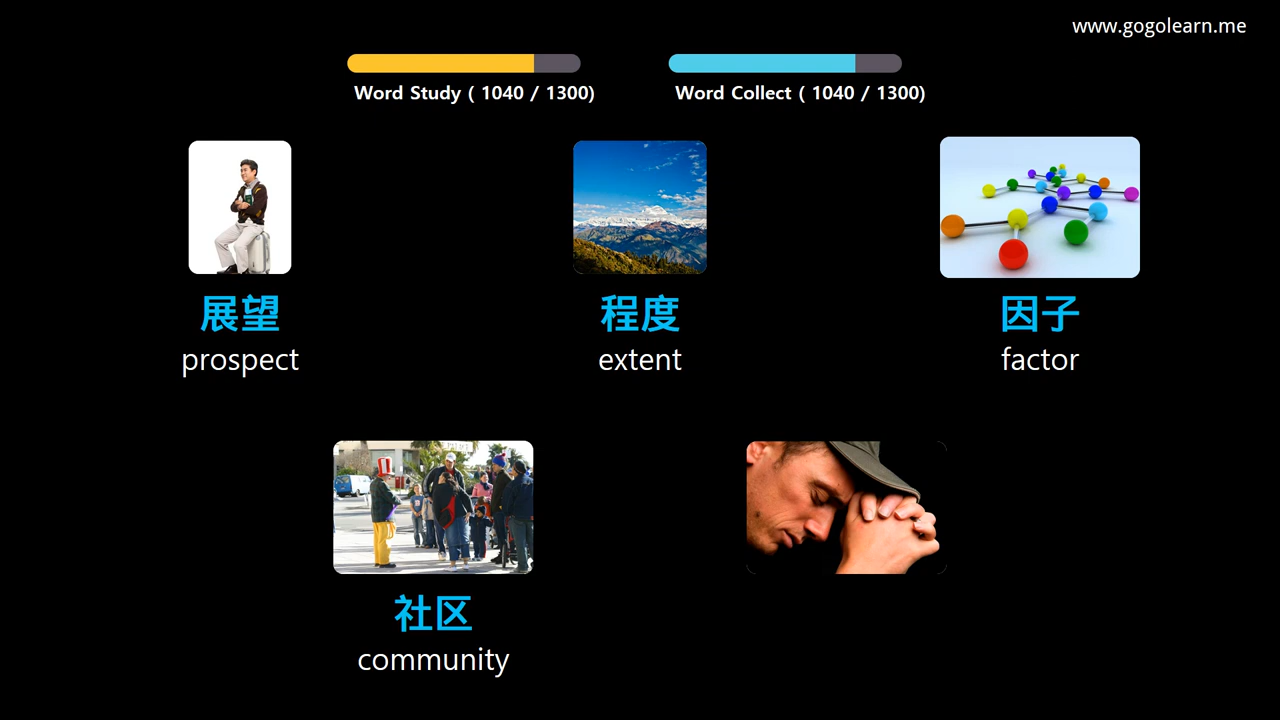 www.gogolearn.me
Word Study ( 1040 / 1300)
Word Collect ( 1040 / 1300)
展望
prospect
程度
extent
因子
factor
社区
community